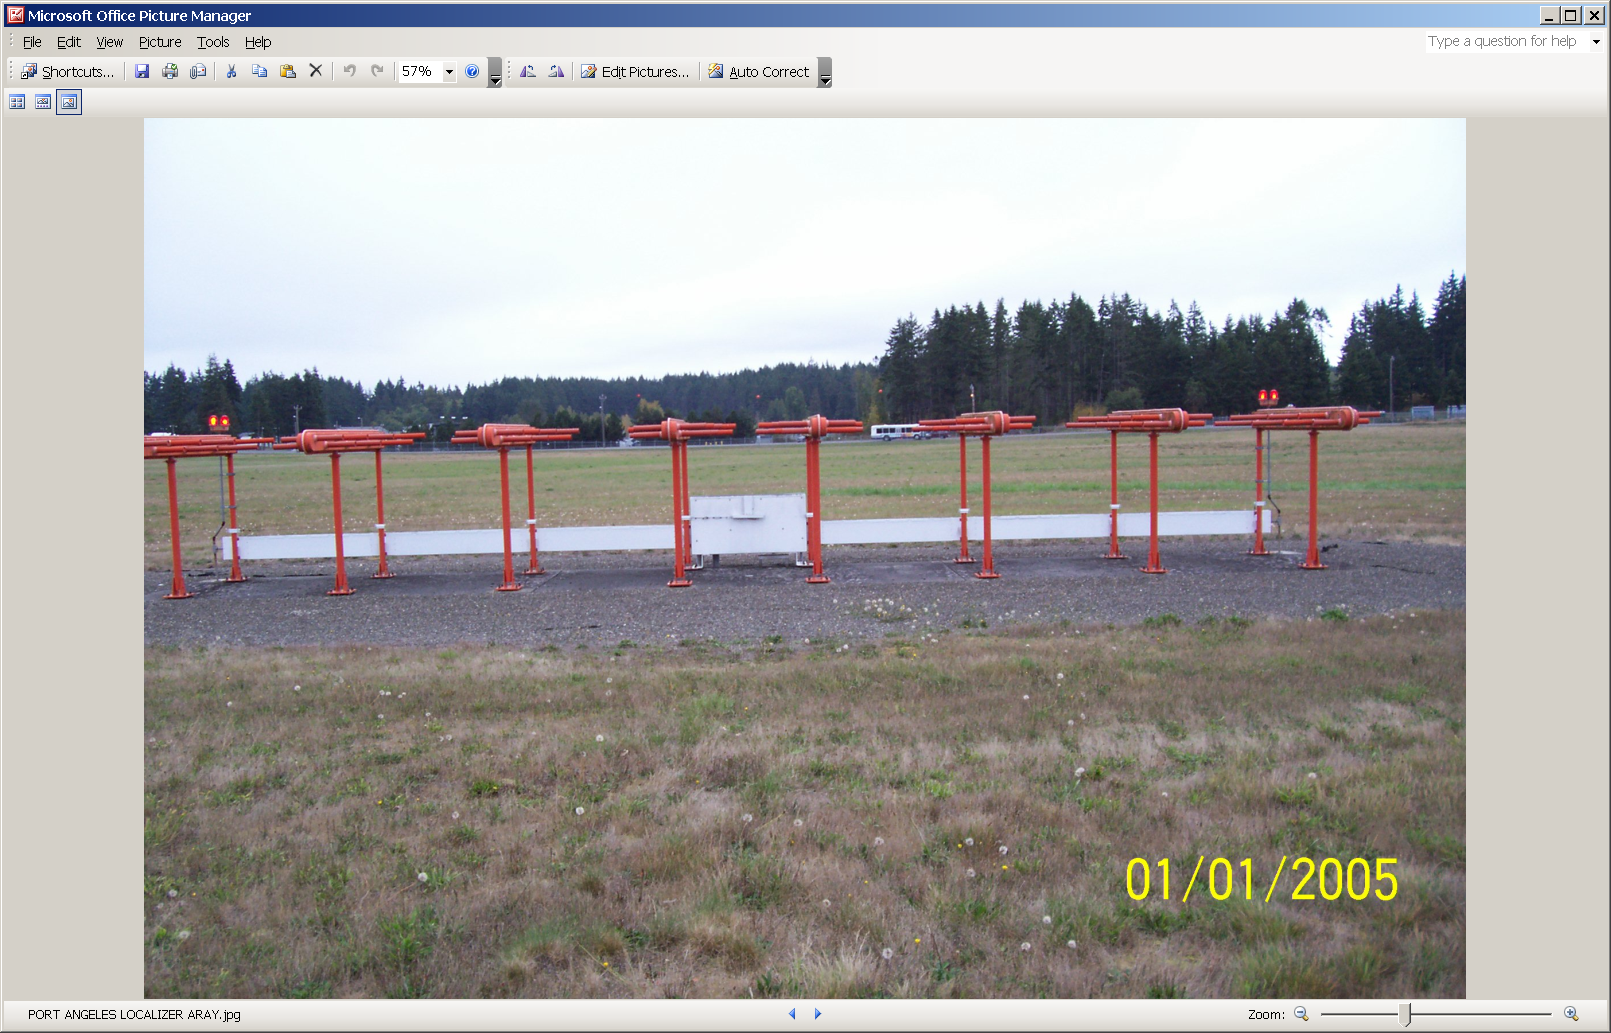 Microsoft Office Picture Manager
File Edit View Picture Tools Help
Type a question for help
Shortcuts... 57% Edit Pictures... Auto Correct
01/01/2005
PORT ANGELES LOCALIZER ARAY.jpg
Zoom: